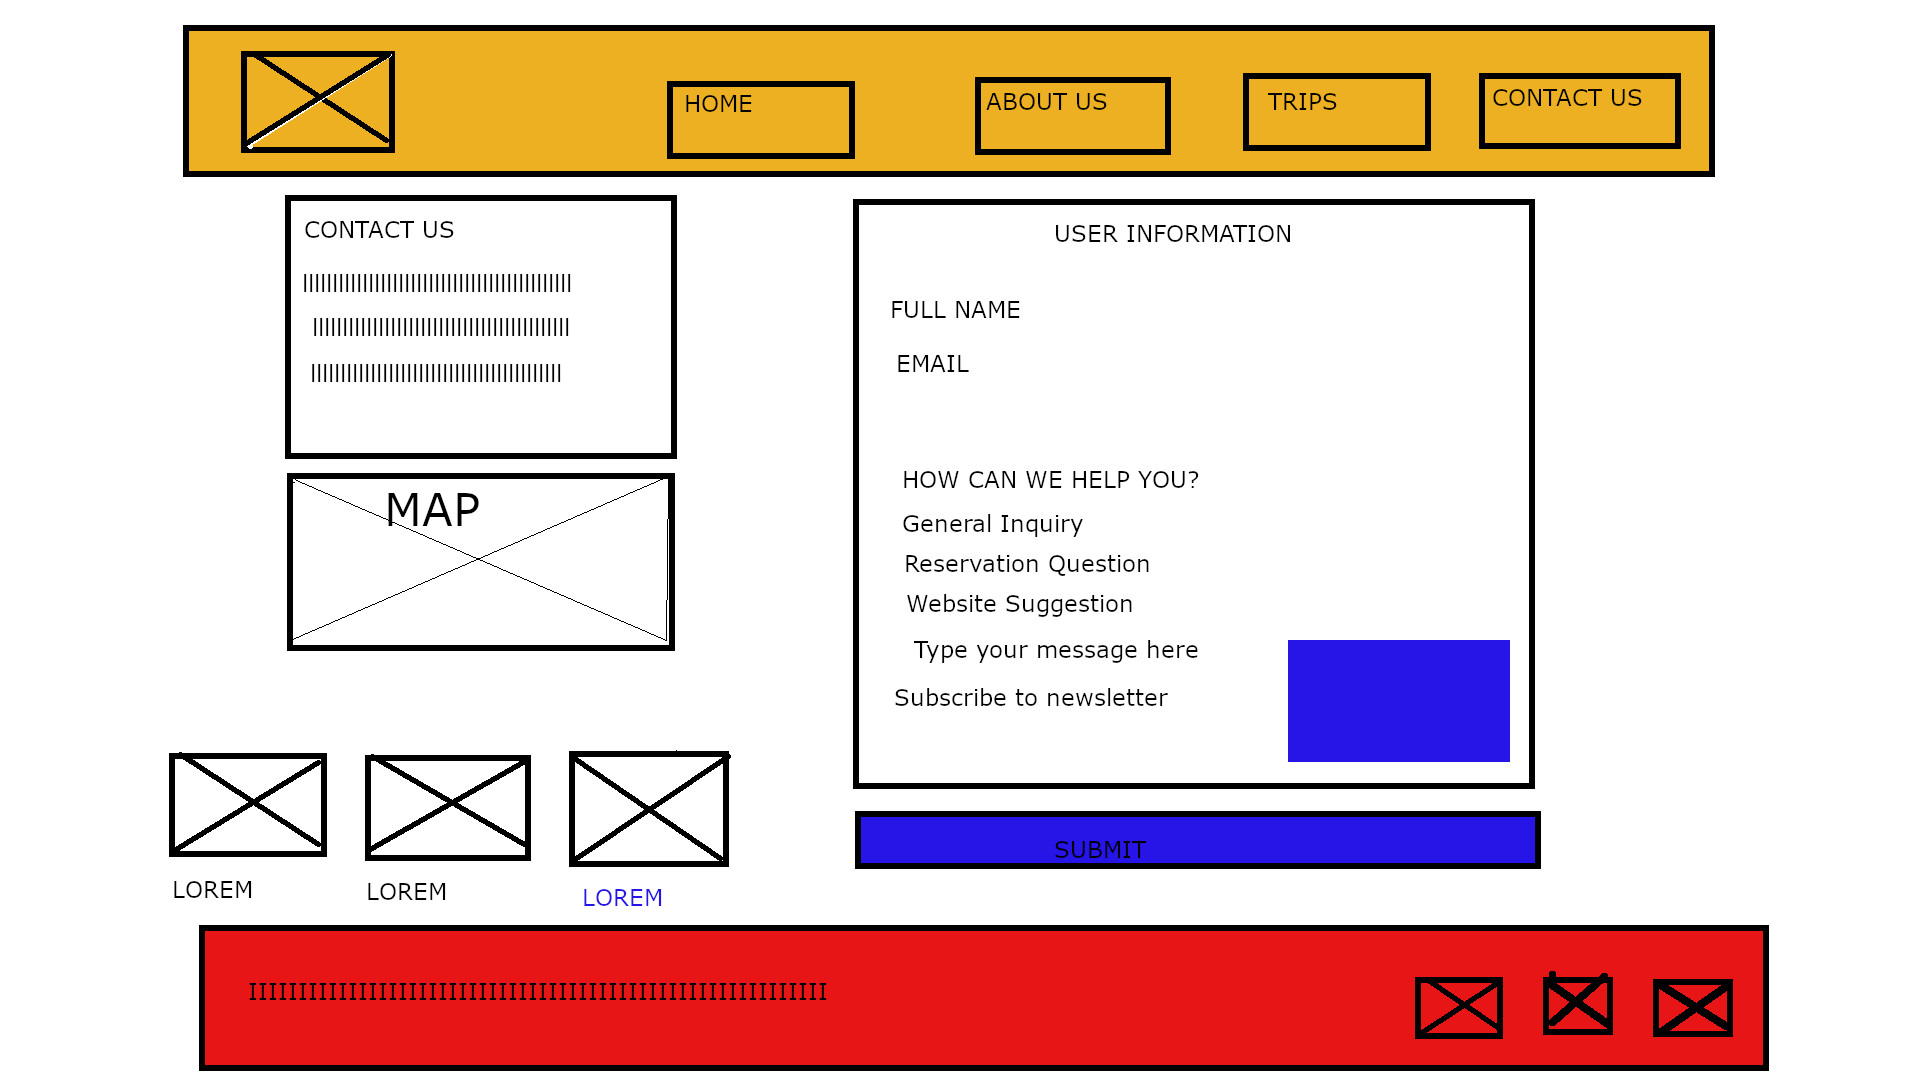 HOME
ABOUT US
TRIPS
CONTACT US
CONTACT US
MAP
LOREM
LOREM
LOREM
USER INFORMATION
FULL NAME
EMAIL
HOW CAN WE HELP YOU?
General Inquiry
Reservation Question
Website Suggestion
Type your message here
Subscribe to newsletter
SUBMIT